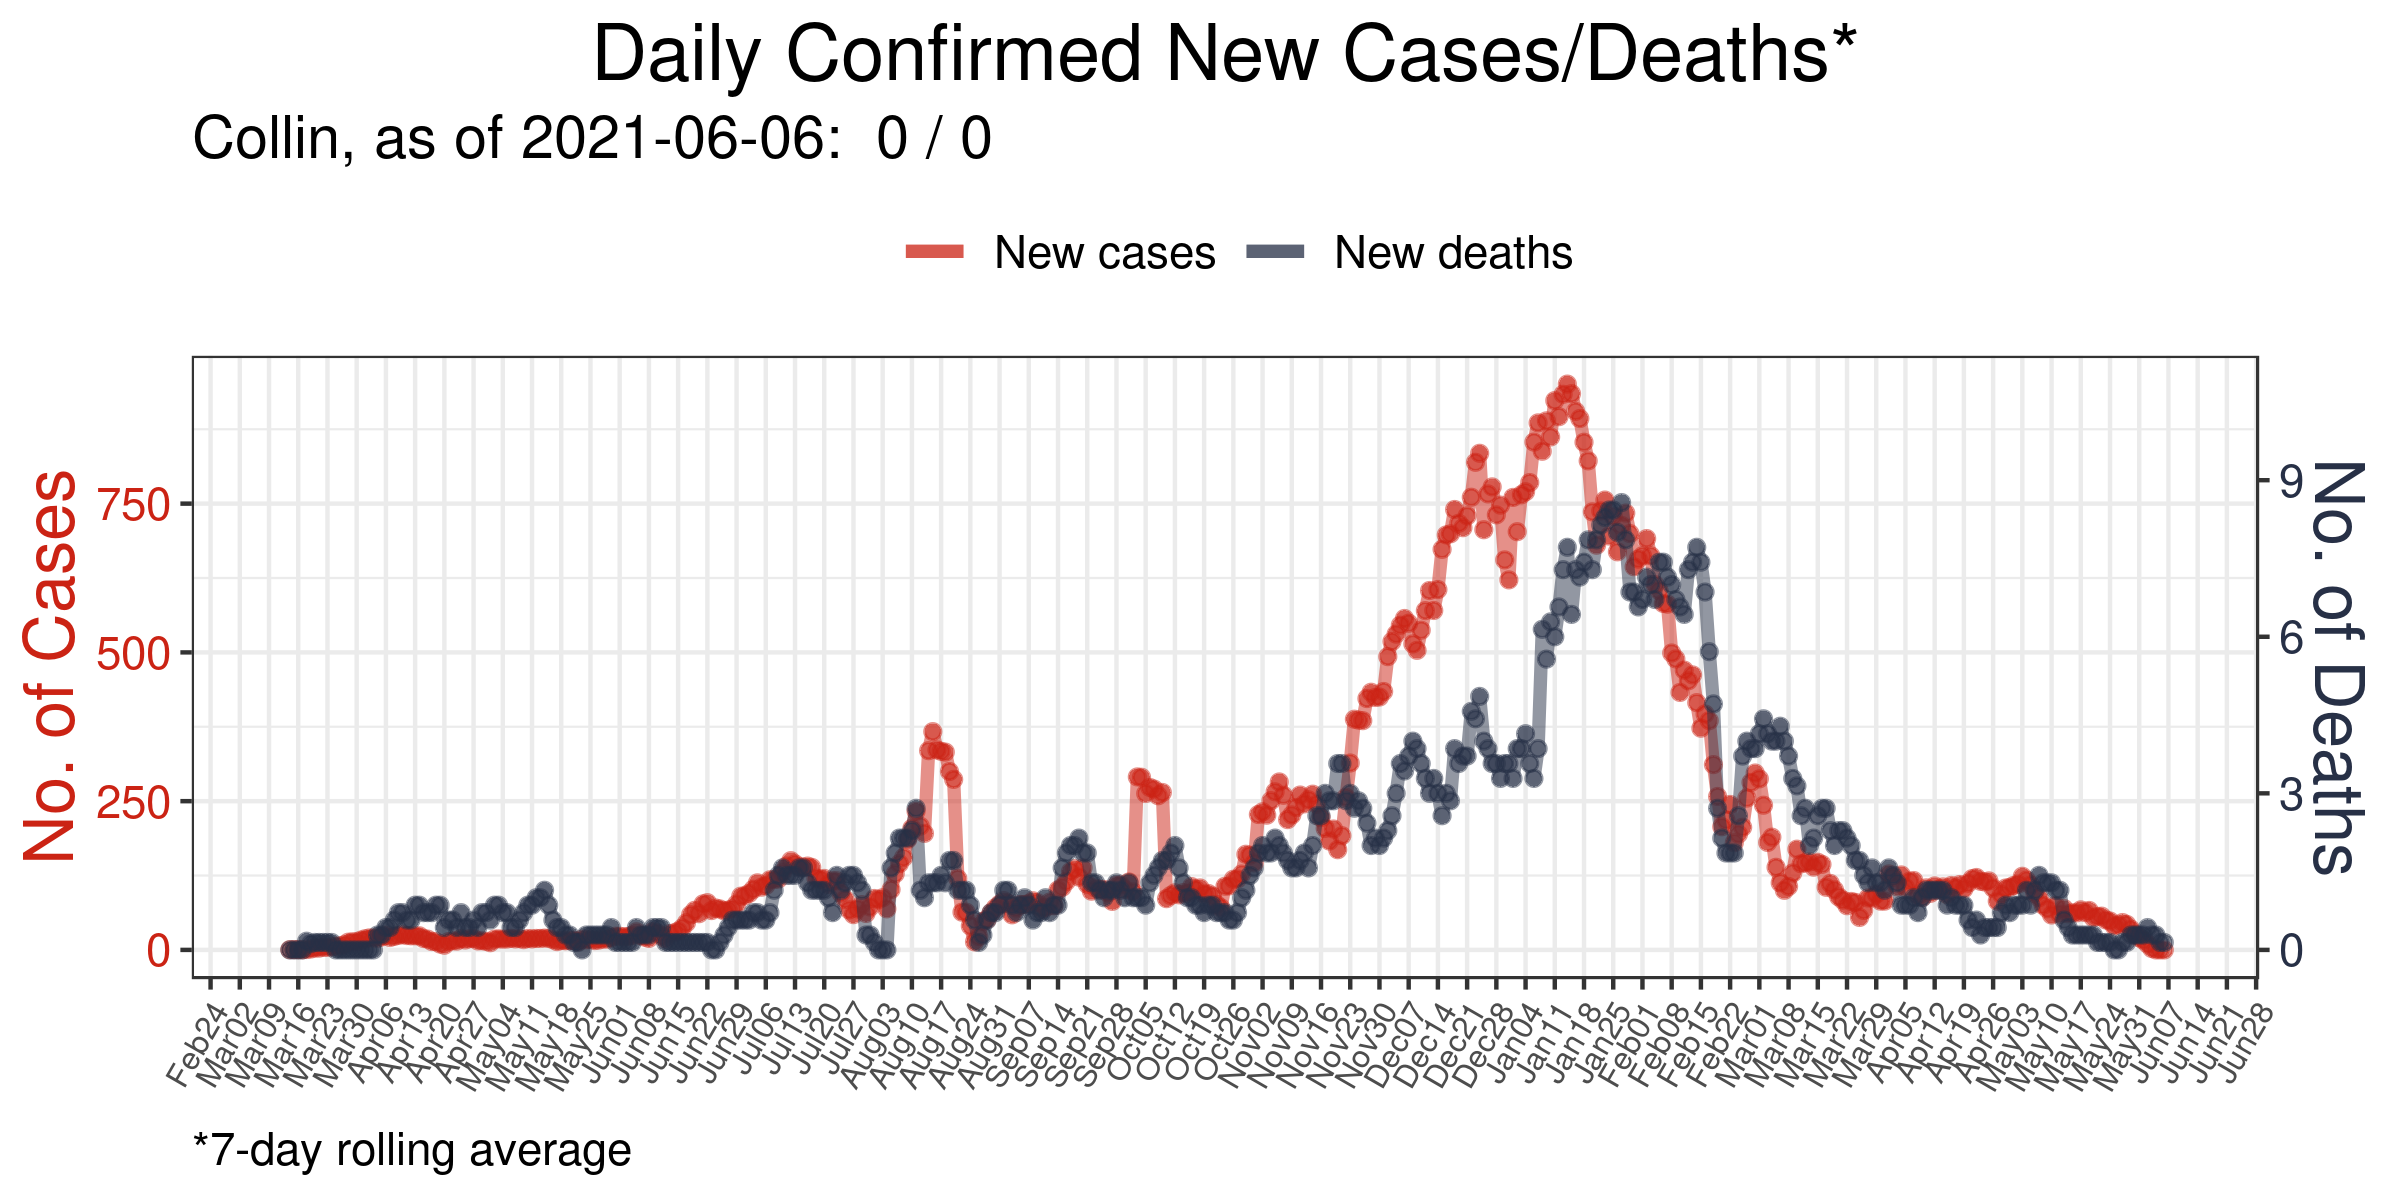 Daily Confirmed New Cases/Deaths*
Collin, as of 2021-06-06:  0 / 0
New cases
New deaths
No. of Cases
750
500
250
0
9
6
3
0
No. of Deaths
Feb24
Mar02
Mar09
Mar16
Mar23
Mar30
Apr06
Apr13
Apr20
Apr27
May04
May11
May18
May25
Jun01
Jun08
Jun15
Jun22
Jun29
Jul06
Jul13
Jul20
Jul27
Aug03
Aug10
Aug17
Aug24
Aug31
Sep07
Sep14
Sep21
Sep28
Oct05
Oct12
Oct19
Oct26
Nov02
Nov09
Nov16
Nov23
Nov30
Dec07
Dec14
Dec21
Dec28
Jan04
Jan11
Jan18
Jan25
Feb01
Feb08
Feb15
Feb22
Mar01
Mar08
Mar15
Mar22
Mar29
Apr05
Apr12
Apr19
Apr26
May03
May10
May17
May24
May31
Jun07
Jun14
Jun21
Jun28
*7-day rolling average